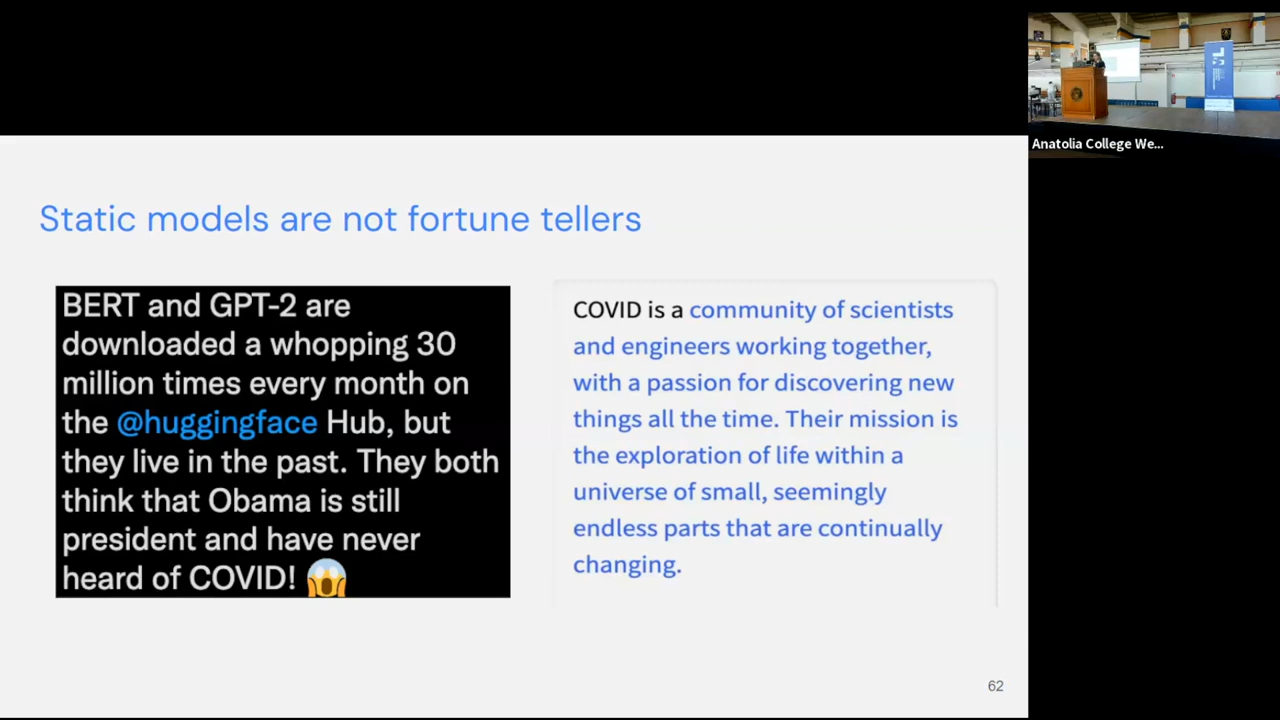 Static models are not fortune tellers
BERT and GPT-2 are
downloaded a whopping 30
million times every month on
the @huggingface Hub, but
they live in the past. They both
think that Obama is still
president and have never
heard of COVID! 😱
COVID is a community of scientists
and engineers working together,
with a passion for discovering new
things all the time. Their mission is
the exploration of life within a
universe of small, seemingly
endless parts that are continually
changing.
62
Anatolia College We...